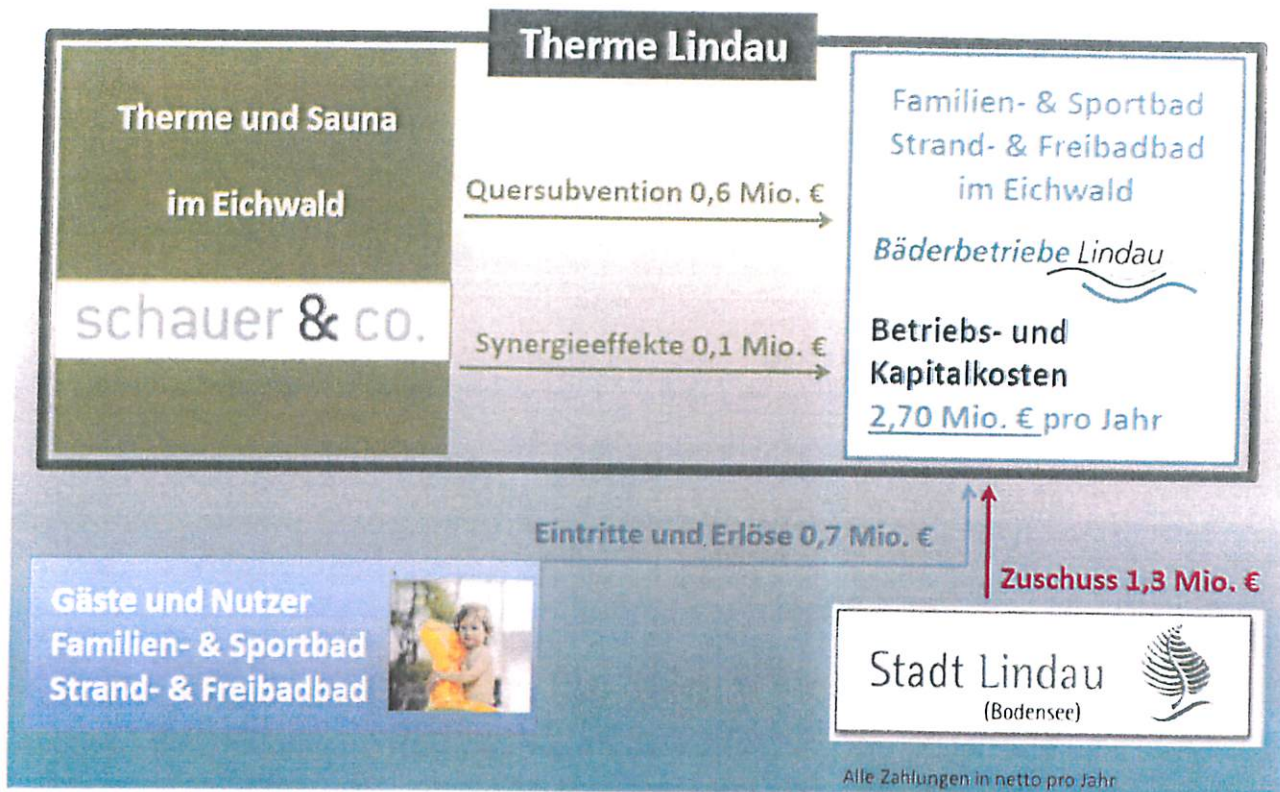 Therme Lindau
Therme und Sauna
im Eichwald
schauer & co.
Quersubvention 0,6 Mio. €
Synergieeffekte 0,1 Mio. €
Familien- & Sportbad
Strand- & Freibadbad
im Eichwald
Bäderbetriebe Lindau
Betriebs- und
Kapitalkosten
2,70 Mio. € pro Jahr
Eintritte und Erlöse 0,7 Mio. €
Zuschuss 1,3 Mio. €
Gäste und Nutzer
Familien- & Sportbad
Strand- & Freibadbad
Stadt Lindau
(Bodensee)
Alle Zahlungen in netto pro Jahr